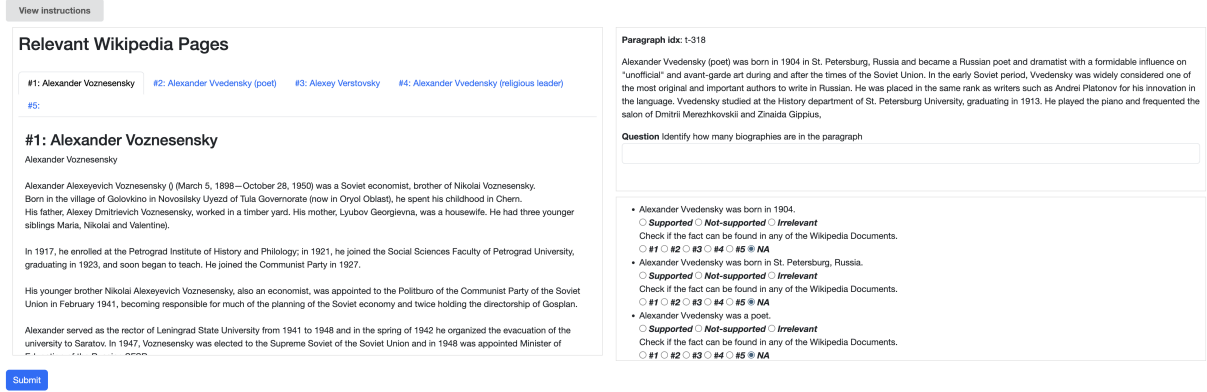 View instructions
Relevant Wikipedia Pages
#1: Alexander Voznesensky
#2: Alexander Vvedensky (poet)
#3: Alexey Verstovsky
#4: Alexander Vvedensky (religious leader)
#5:
#1: Alexander Voznesensky
Alexander Voznesensky
Alexander Alexeyevich Voznesensky () (March 5, 1898—October 28, 1950) was a Soviet economist, brother of Nikolai Voznesensky.
Born in the village of Golovkino in Novosilsky Uyezd of Tula Governorate (now in Oryol Oblast), he spent his childhood in Chern.
His father, Alexey Dmitrievich Voznesensky, worked in a timber yard. His mother, Lyubov Georgievna, was a housewife. He had three younger
siblings Maria, Nikolai and Valentine).
In 1917, he enrolled at the Petrograd Institute of History and Philology; in 1921, he joined the Social Sciences Faculty of Petrograd University,
graduating in 1923, and soon began to teach. He joined the Communist Party in 1927.
His younger brother Nikolai Alexeyevich Voznesensky, also an economist, was appointed to the Politburo of the Communist Party of the Soviet
Union in February 1941, becoming responsible for much of the planning of the Soviet economy and twice holding the directorship of Gosplan.
Alexander served as the rector of Leningrad State University from 1941 to 1948 and in the spring of 1942 he organized the evacuation of the
university to Saratov. In 1947, Voznesensky was elected to the Supreme Soviet of the Soviet Union and in 1948 was appointed Minister of
Submit
Paragraph idx: t-318
Alexander Vvedensky (poet) was born in 1904 in St. Petersburg, Russia and became a Russian poet and dramatist with a formidable influence on
"unofficial" and avant-garde art during and after the times of the Soviet Union. In the early Soviet period, Vvedensky was widely considered one of
the most original and important authors to write in Russian. He was placed in the same rank as writers such as Andrei Platonov for his innovation in
the language. Vvedensky studied at the History department of St. Petersburg University, graduating in 1913. He played the piano and frequented the
salon of Dmitrii Merezhkovskii and Zinaida Gippius,
Question Identify how many biographies are in the paragraph
Alexander Vvedensky was born in 1904.
Supported Not-supported Irrelevant
Check if the fact can be found in any of the Wikipedia Documents.
#1 #2 #3 #4 #5 NA
Alexander Vvedensky was born in St. Petersburg, Russia.
Supported Not-supported Irrelevant
Check if the fact can be found in any of the Wikipedia Documents.
#1 #2 #3 #4 #5 NA
Alexander Vvedensky was a poet.
Supported Not-supported Irrelevant
Check if the fact can be found in any of the Wikipedia Documents.
#1 #2 #3 #4 #5 NA